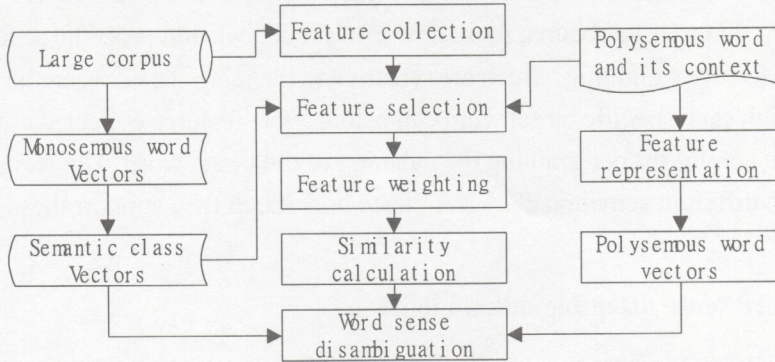 Feature collection
Large corpus
Polysemous word
and its context
Feature selection
Monosemous word
Vectors
Feature weighting
Feature
representation
Semantic class
Vectors
Similarity
calculation
Polysemous word
vectors
Word sense
disambiguation